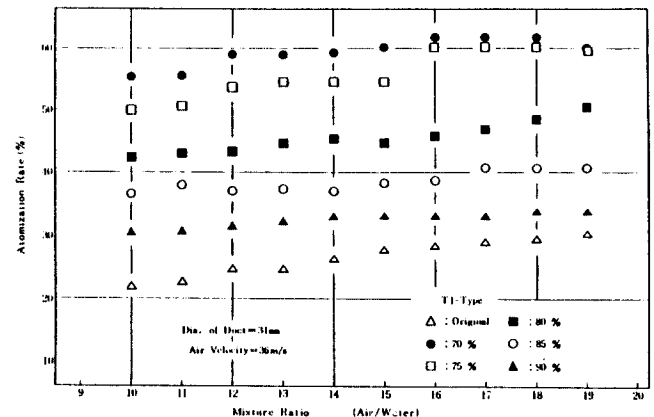 Atomization Rate (%)
60
50
40
30
20
10
T1-Type
△ : Original ■ : 80 %
● : 70 % ○ : 85 %
□ : 75 % ▲ : 90 %
Dia. of Duct=31mm
Air Velocity=36m/s
10 11 12 13 14 15 16 17 18 19 20
Mixture Ratio (Air/Water)